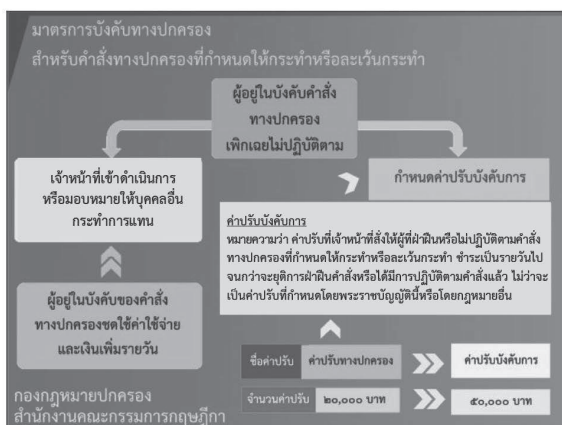 มาตรการบังคับทางปกครอง
สำหรับคำสั่งทางปกครองที่กำหนดให้กระทำหรือละเว้นกระทำ
ผู้อยู่ในบังคับคำสั่ง
ทางปกครอง
เพิกเฉยไม่ปฏิบัติตาม
เจ้าหน้าที่เข้าดำเนินการ
หรือมอบหมายให้บุคคลอื่น
กระทำการแทน
ผู้อยู่ในบังคับของคำสั่ง
ทางปกครองชดใช้ค่าใช้จ่าย
และเงินเพิ่มรายวัน
กำหนดค่าปรับบังคับการ
ค่าปรับบังคับการ
หมายความว่า ค่าปรับที่เจ้าหน้าที่สั่งให้ผู้ที่ฝ่าฝืนหรือไม่ปฏิบัติตามคำสั่ง
ทางปกครองที่กำหนดให้กระทำหรือละเว้นกระทำ ชำระเป็นรายวันไป
จนกว่าจะยุติการฝ่าฝืนคำสั่งหรือได้มีการปฏิบัติตามคำสั่งแล้ว ไม่ว่าจะ
เป็นค่าปรับที่กำหนดโดยพระราชบัญญัตินี้หรือโดยกฎหมายอื่น
ชื่อค่าปรับ ค่าปรับทางปกครอง ค่าปรับบังคับการ
จำนวนค่าปรับ ๒๐,๐๐๐ บาท ๕๐,๐๐๐ บาท
กองกฎหมายปกครอง
สำนักงานคณะกรรมการกฤษฎีกา